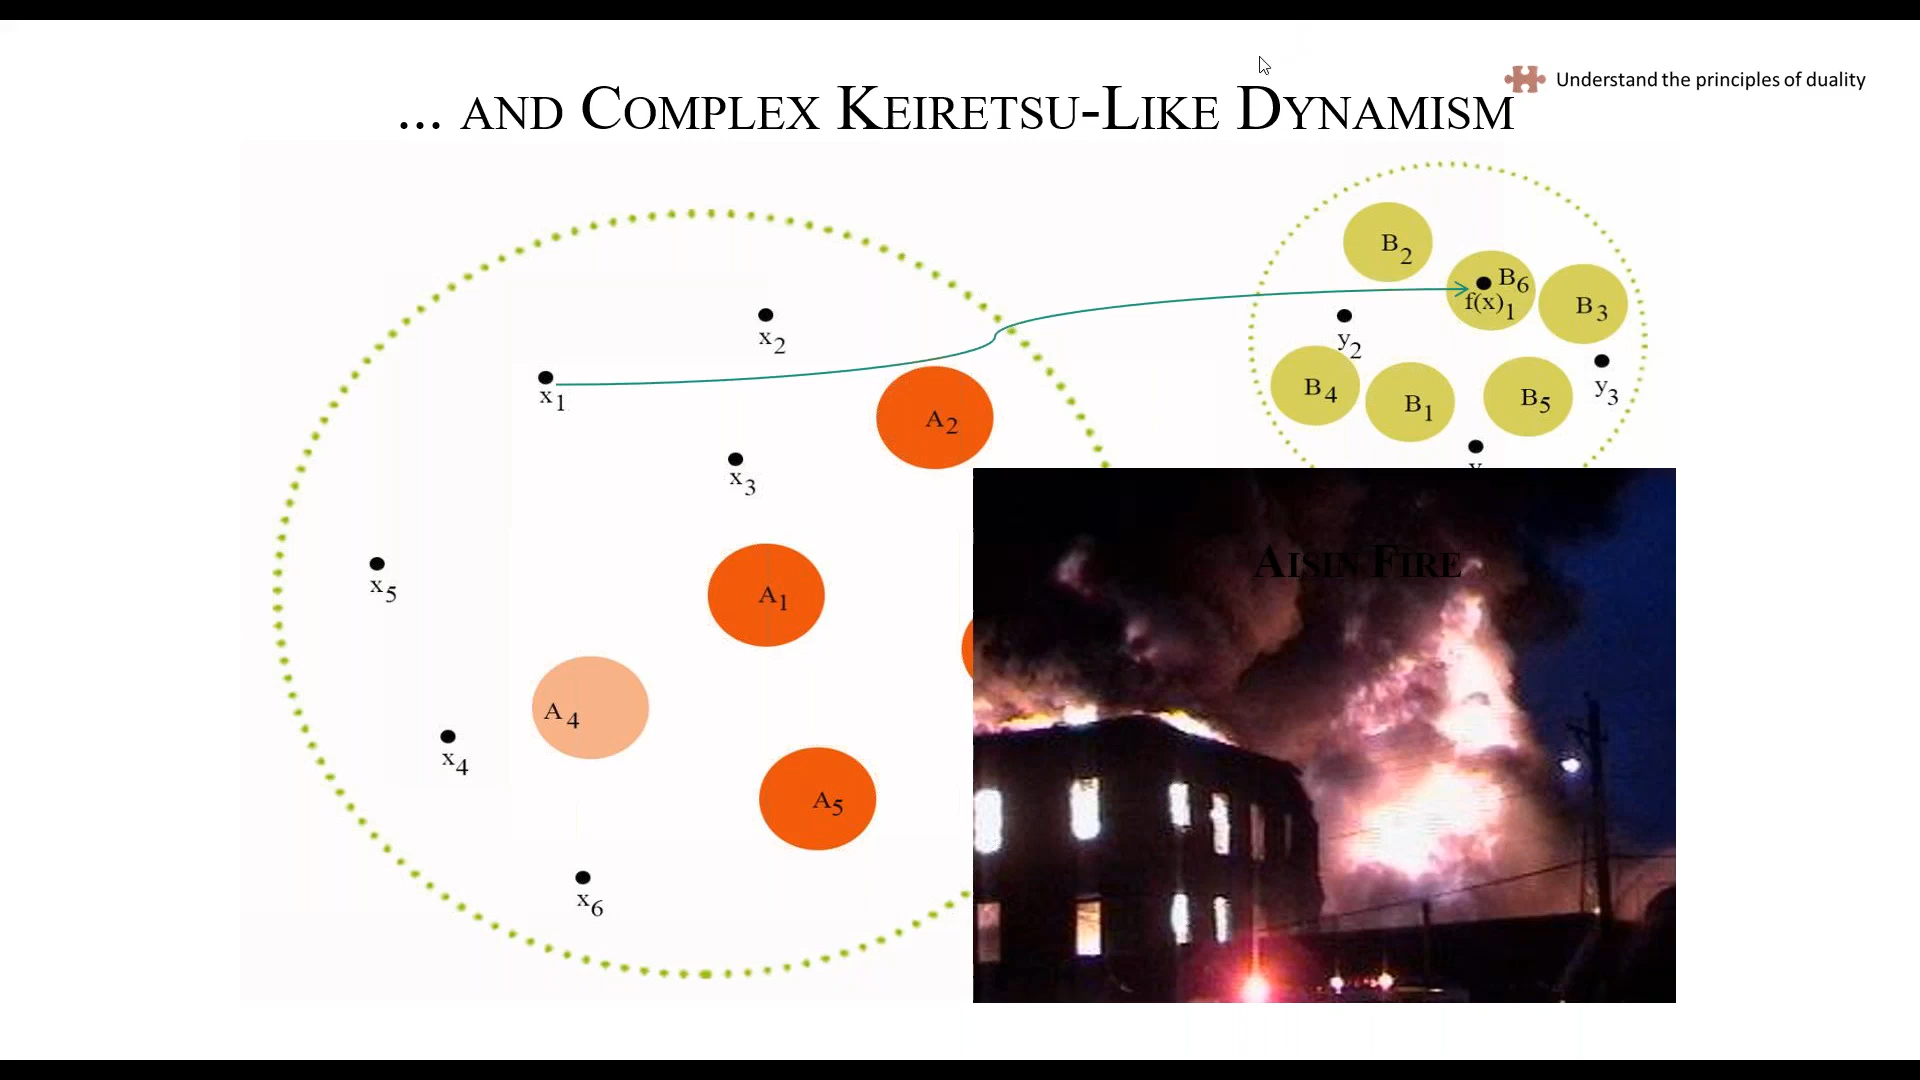 Understand the principles of duality
... AND COMPLEX KEIRETSU-LIKE DYNAMISM
B2
B6
f(x)1
B3
x2
y2
x1
B4
B1
B5
y3
A2
x3
AISIN FIRE
x5
A1
A4
x4
A5
x6